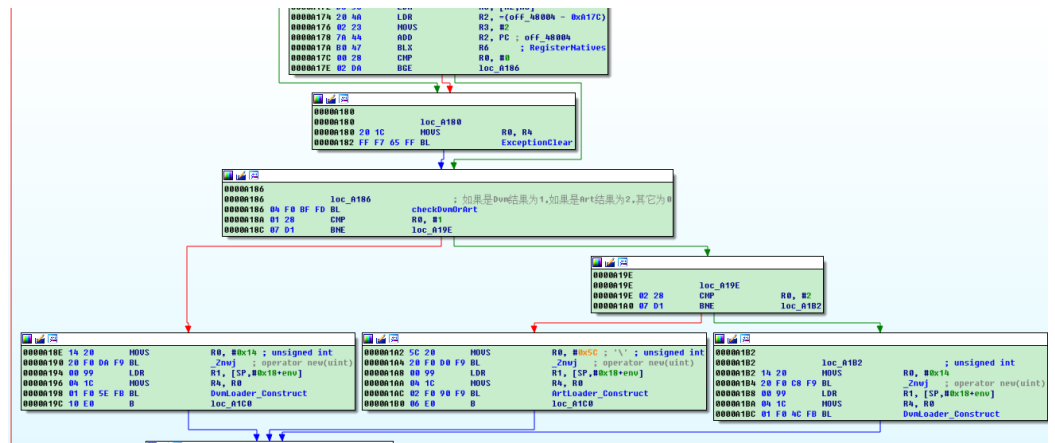 0000A174 20 4A LDR R2, =(off_48004 - 0xA17C)
0000A176 02 23 MOVS R3, #2
0000A178 7A 44 ADD R2, PC ; off_48004
0000A17A B0 47 BLX R6 ; RegisterNatives
0000A17C 00 28 CMP R0, #0
0000A17E 02 DA BGE loc_A186
0000A180
0000A180 loc_A180
0000A180 20 1C MOVS R0, R4
0000A182 FF F7 65 FF BL ExceptionClear
0000A186
0000A186 loc_A186 ; 如果是Dvm结果为1.如果是Art结果为2.其它为0
0000A186 04 F0 BF FD BL checkDvmOrArt
0000A18A 01 28 CMP R0, #1
0000A18C 07 D1 BNE loc_A19E
0000A19E
0000A19E loc_A19E
0000A19E 02 28 CMP R0, #2
0000A1A0 07 D1 BNE loc_A1B2
0000A18E 14 20 MOVS R0, #0x14 ; unsigned int
0000A190 20 F0 DA F9 BL _Znwj ; operator new(uint)
0000A194 00 99 LDR R1, [SP,#0x18+env]
0000A196 04 1C MOVS R4, R0
0000A198 01 F0 5E FB BL DvmLoader_Construct
0000A19C 10 E0 B loc_A1C0
0000A1A2 5C 20 MOVS R0, #0x5C ; '\' ; unsigned int
0000A1A4 20 F0 D0 F9 BL _Znwj ; operator new(uint)
0000A1A8 00 99 LDR R1, [SP,#0x18+env]
0000A1AA 04 1C MOVS R4, R0
0000A1AC 02 F0 90 F9 BL ArtLoader_Construct
0000A1B0 06 E0 B loc_A1C0
0000A1B2
0000A1B2 loc_A1B2 ; unsigned int
0000A1B2 14 20 MOVS R0, #0x14
0000A1B4 20 F0 C8 F9 BL _Znwj ; operator new(uint)
0000A1B8 00 99 LDR R1, [SP,#0x18+env]
0000A1BA 04 1C MOVS R4, R0
0000A1BC 01 F0 4C FB BL DvmLoader_Construct